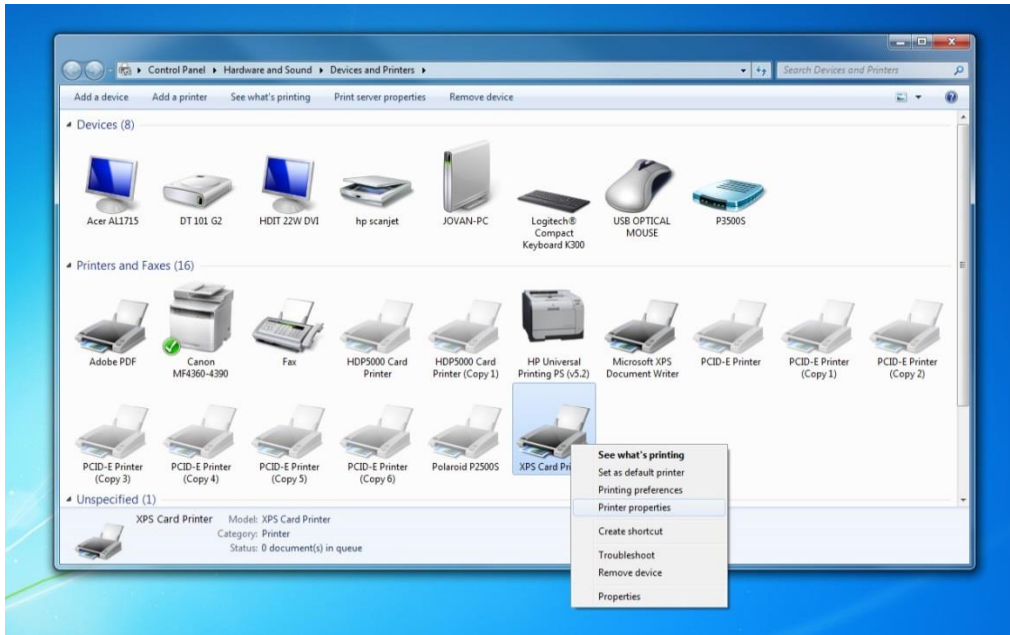 Control Panel ▸ Hardware and Sound ▸ Devices and Printers ▸
Search Devices and Printers
Add a device Add a printer See what's printing Print server properties Remove device
Devices (8)
Acer AL1715
DT 101 G2
HDIT 22W DVI
hp scanjet
JOVAN-PC
Logitech®
Compact
Keyboard K300
USB OPTICAL
MOUSE
P3500S
Printers and Faxes (16)
Adobe PDF
Canon
MF4360-4390
Fax
HDP5000 Card
Printer
HDP5000 Card
Printer (Copy 1)
HP Universal
Printing PS (v5.2)
Microsoft XPS
Document Writer
PCID-E Printer
PCID-E Printer
(Copy 1)
PCID-E Printer
(Copy 2)
PCID-E Printer
(Copy 3)
PCID-E Printer
(Copy 4)
PCID-E Printer
(Copy 5)
PCID-E Printer
(Copy 6)
Polaroid P2500S
XPS Card Pri
See what's printing
Set as default printer
Printing preferences
Printer properties
Create shortcut
Troubleshoot
Remove device
Properties
Unspecified (1)
XPS Card Printer Model: XPS Card Printer
Category: Printer
Status: 0 document(s) in queue